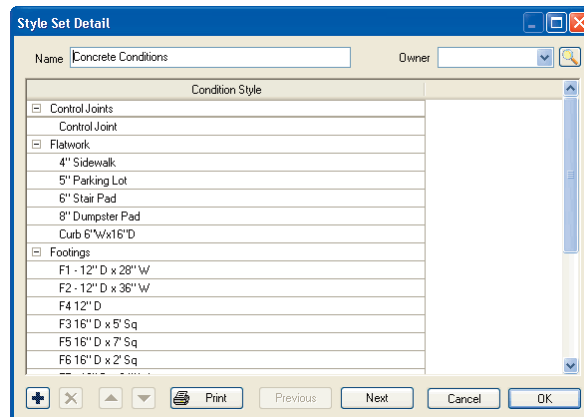 Style Set Detail
Name Concrete Conditions Owner
Condition Style
Control Joints
Control Joint
Flatwork
4" Sidewalk
5" Parking Lot
6" Stair Pad
8" Dumpster Pad
Curb 6"Wx16"D
Footings
F1 - 12" D x 28" W
F2 - 12" D x 36" W
F4 12" D
F3 16" D x 5' Sq
F5 16" D x 7' Sq
F6 16" D x 2' Sq
Print Previous Next Cancel OK